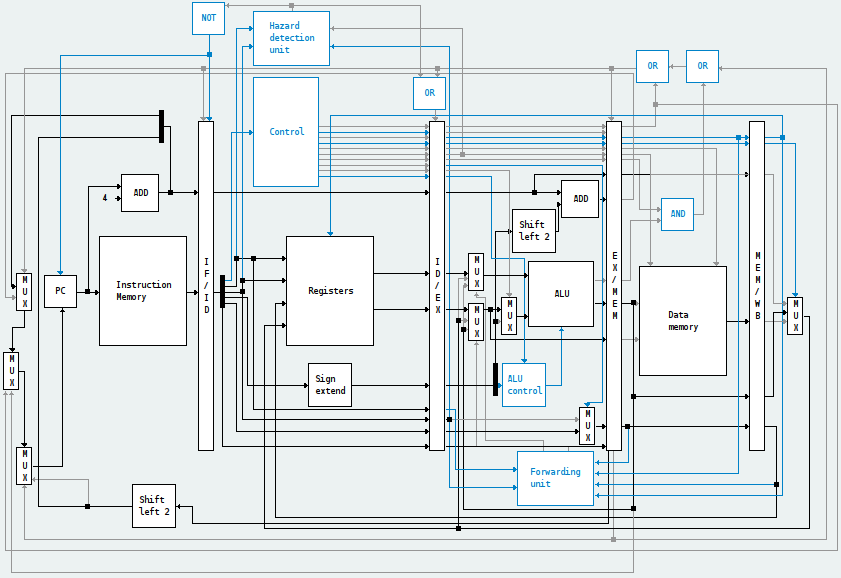 NOT
Hazard
detection
unit
OR
OR
OR
Control
ADD
4
ADD
Shift
left 2
AND
MUX
PC
Instruction
Memory
IF/ID
Registers
ID/EX
MUX
MUX
MUX
ALU
EX/MEM
Data
memory
MEM/WB
MUX
MUX
Sign
extend
ALU
control
MUX
MUX
Forwarding
unit
Shift
left 2